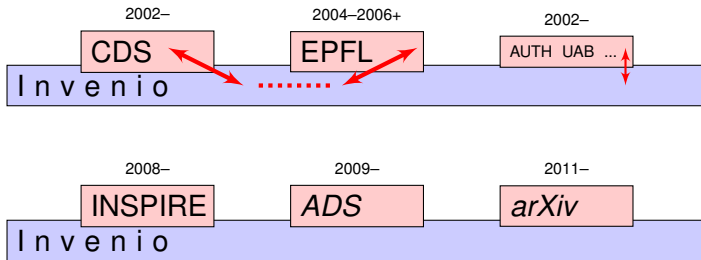 2002– 2004–2006+ 2002–
CDS EPFL AUTH UAB ...
Invenio
2008– 2009– 2011–
INSPIRE ADS arXiv
Invenio